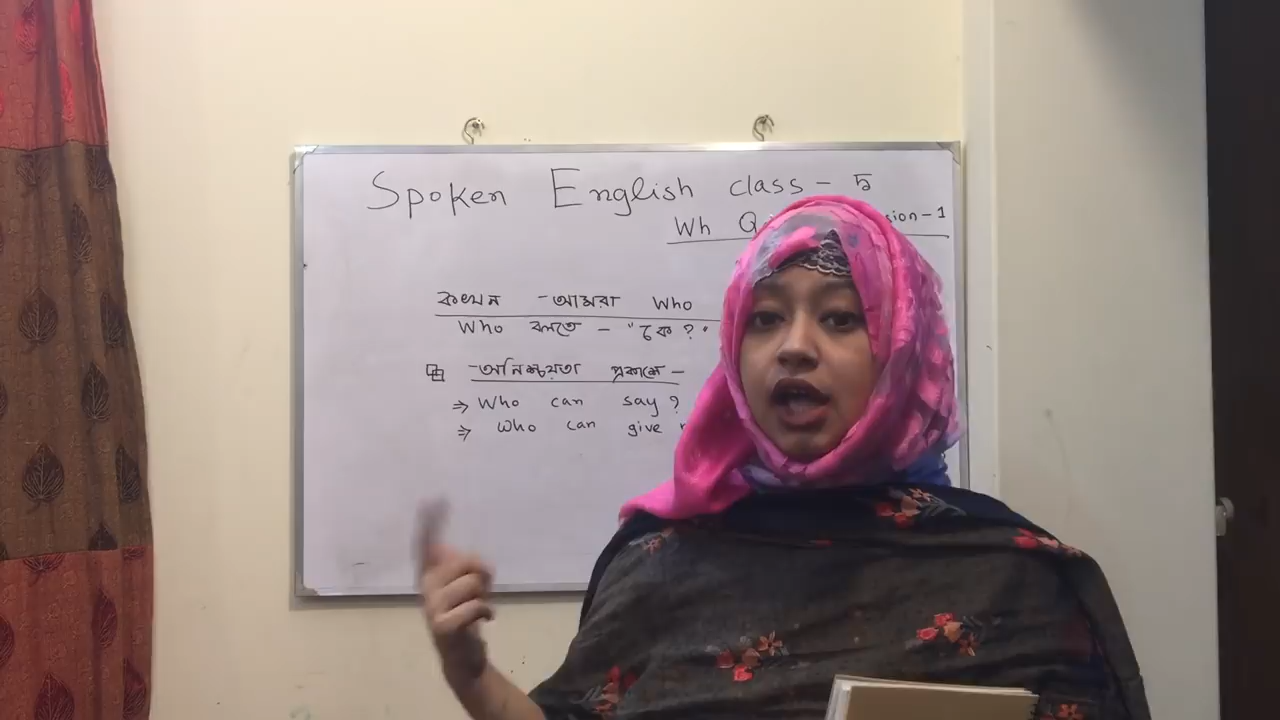 Spoken English class - ৮
Wh Q sion-1
কখন - আমরা Who
Who বলতে - "কে?"
অনিশ্চয়তা প্রকাশে -
⇒ Who can say?
⇒ Who can give